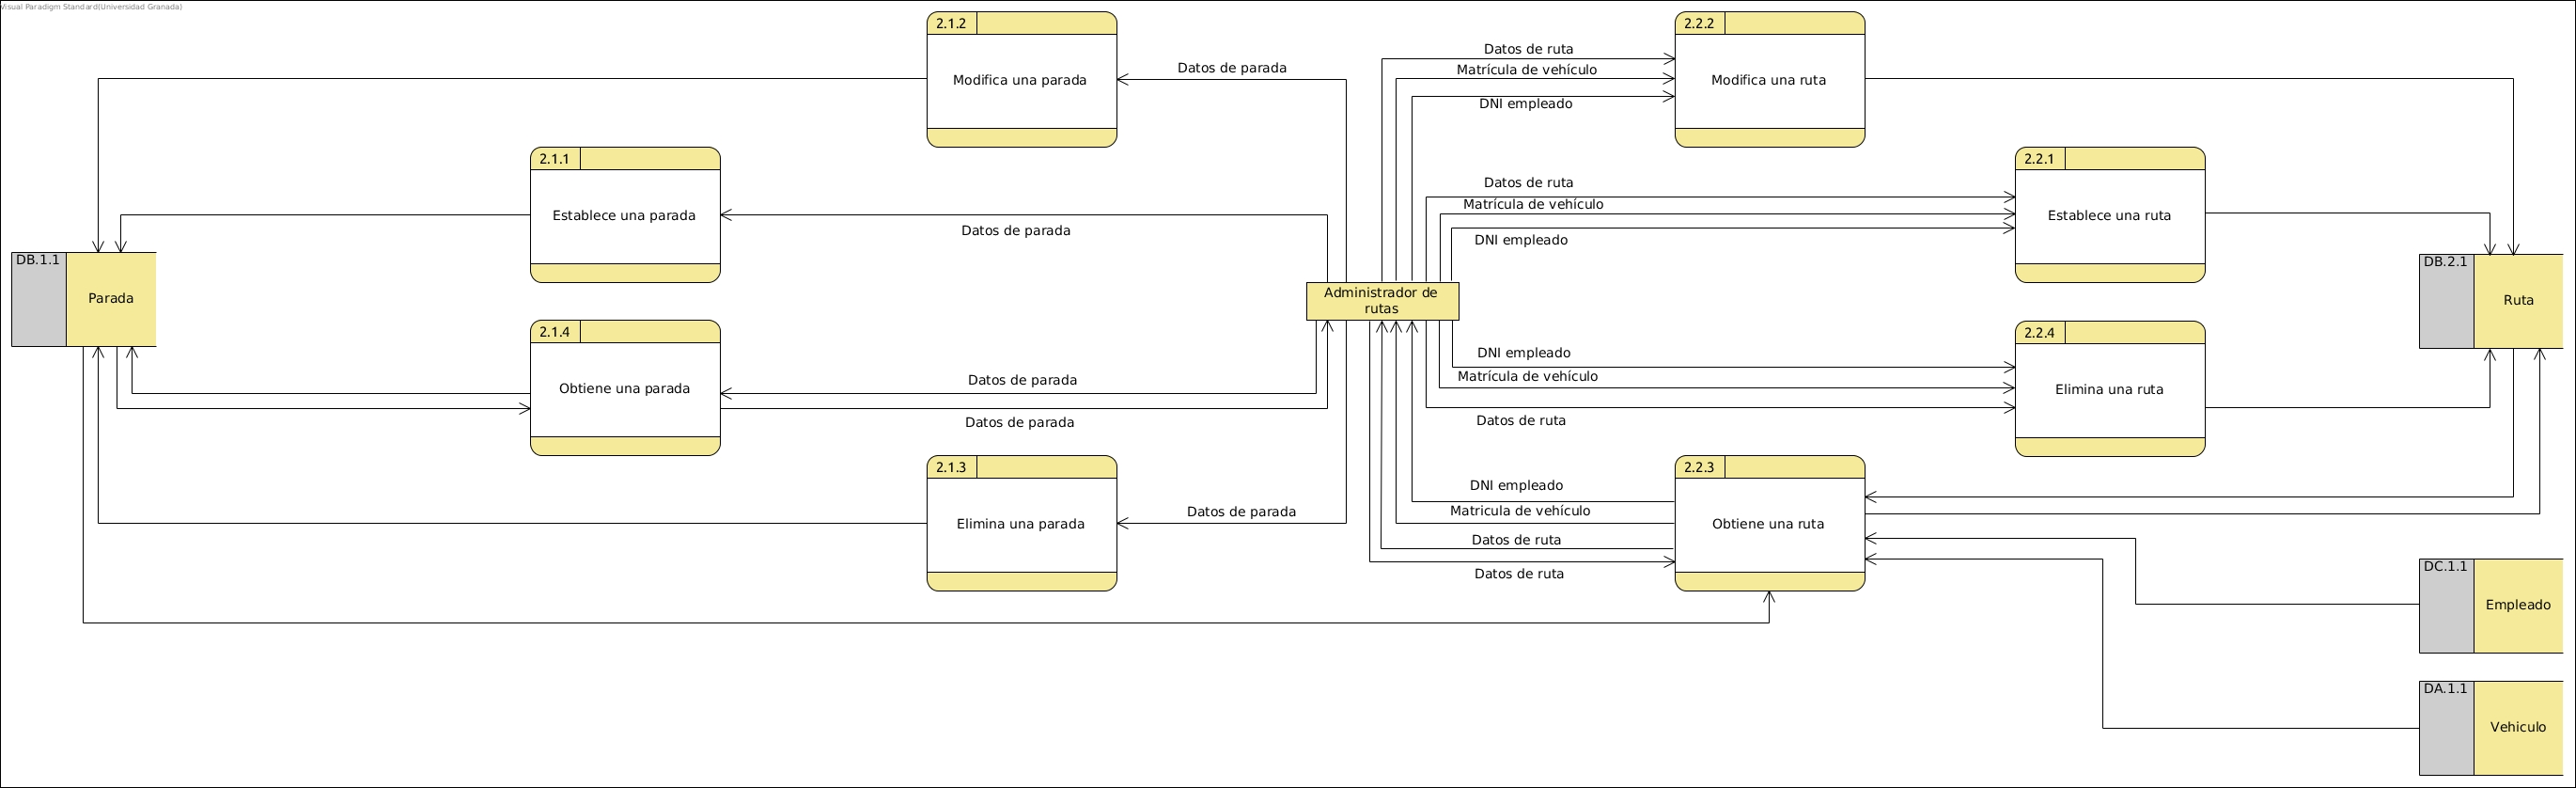 Visual Paradigm Standard(Universidad Granada)
2.1.2
Modifica una parada
Datos de parada
2.2.2
Modifica una ruta
Datos de ruta
Matrícula de vehículo
DNI empleado
2.1.1
Establece una parada
Datos de parada
2.2.1
Establece una ruta
Datos de ruta
Matrícula de vehículo
DNI empleado
DB.1.1
Parada
Administrador de
rutas
DB.2.1
Ruta
2.1.4
Obtiene una parada
Datos de parada
Datos de parada
2.2.4
Elimina una ruta
DNI empleado
Matrícula de vehículo
Datos de ruta
2.1.3
Elimina una parada
Datos de parada
2.2.3
Obtiene una ruta
DNI empleado
Matricula de vehículo
Datos de ruta
Datos de ruta
DC.1.1
Empleado
DA.1.1
Vehiculo